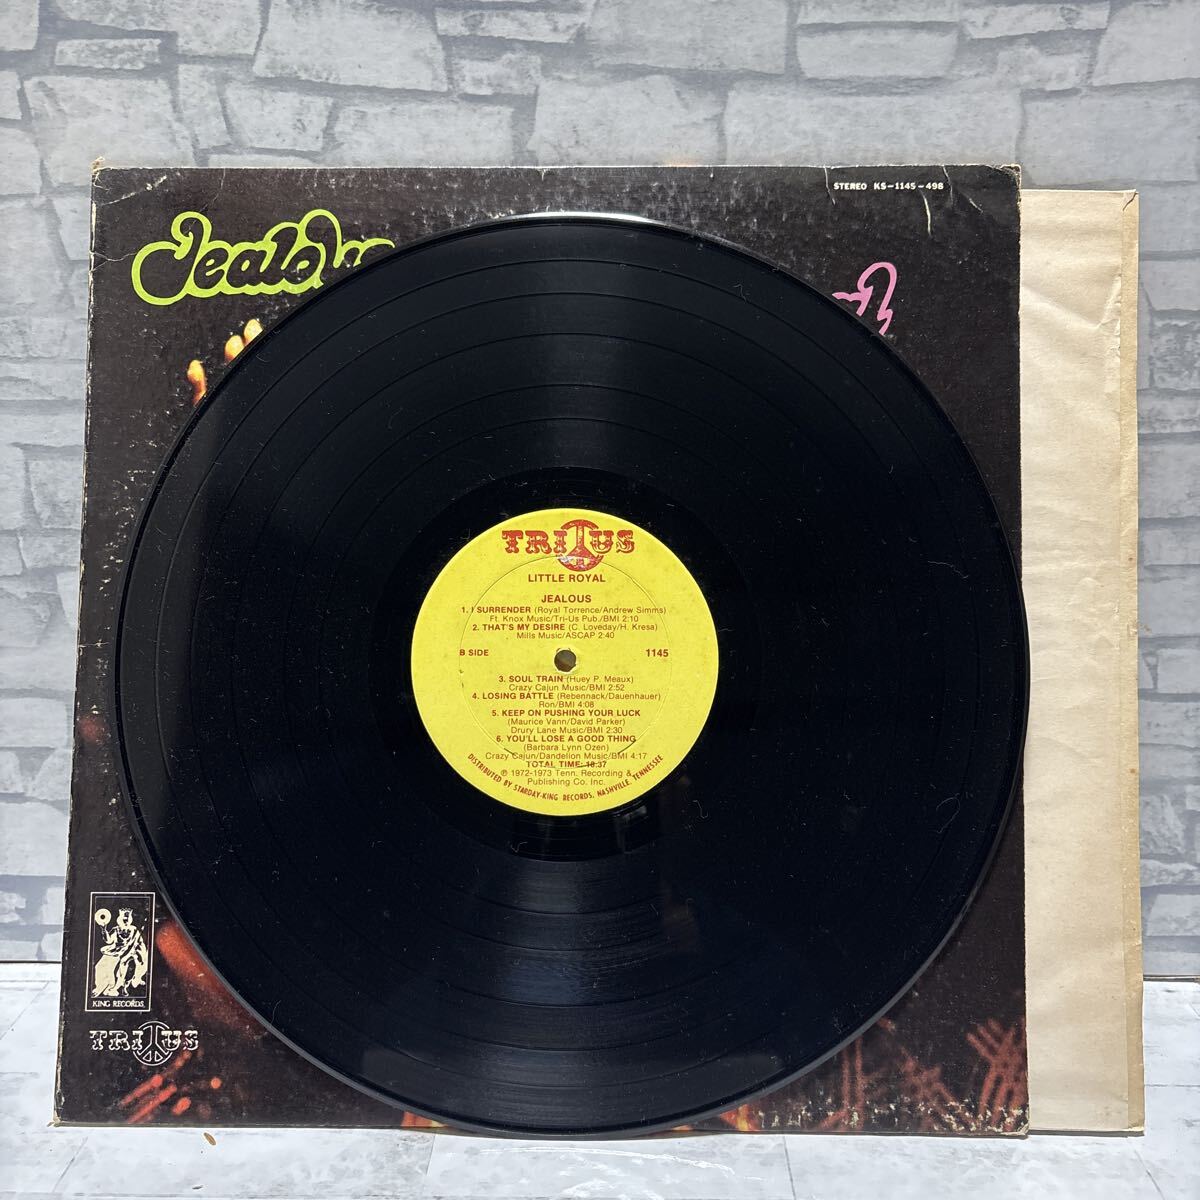 STEREO KS-1145-498
Jealous
TRI US
LITTLE ROYAL
JEALOUS
1. I SURRENDER (Royal Torrence/Andrew Simms)
Ft. Knox Music/Tri-Us Pub./BMI 2:10
2. THAT'S MY DESIRE (C. Loveday/H. Kresa)
Mills Music/ASCAP 2:40
B SIDE 1145
3. SOUL TRAIN (Huey P. Meaux)
Crazy Cajun Music/BMI 2:52
4. LOSING BATTLE (Rebennack/Dauenhauer)
Ron/BMI 4:08
5. KEEP ON PUSHING YOUR LUCK
(Maurice Vann/David Parker)
Drury Lane Music/BMI 2:30
6. YOU'LL LOSE A GOOD THING
(Barbara Lynn Ozen)
Crazy Cajun/Dandelion Music/BMI 4:17
TOTAL TIME: 18:37
℗ 1972-1973 Tenn. Recording &
Publishing Co. Inc.
DISTRIBUTED BY STARDAY-KING RECORDS, NASHVILLE, TENNESSEE
KING RECORDS
TRI US